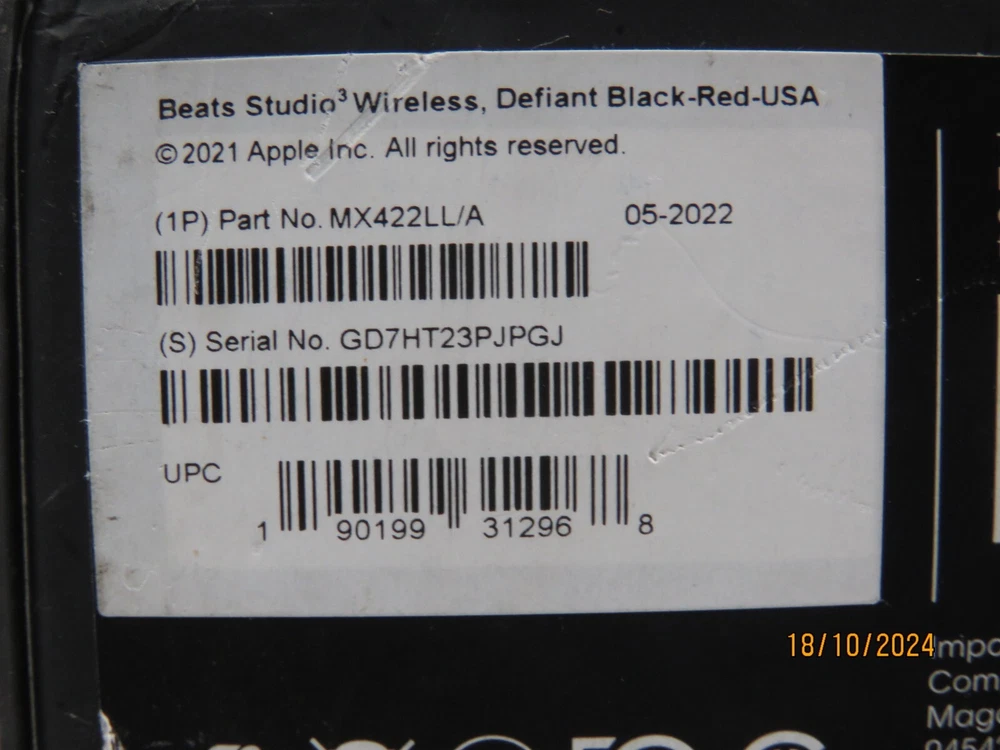 Beats Studio³ Wireless, Defiant Black-Red-USA
©2021 Apple Inc. All rights reserved.
(1P) Part No. MX422LL/A 05-2022
(S) Serial No. GD7HT23PJPGJ
UPC
1 90199 31296 8
18/10/2024